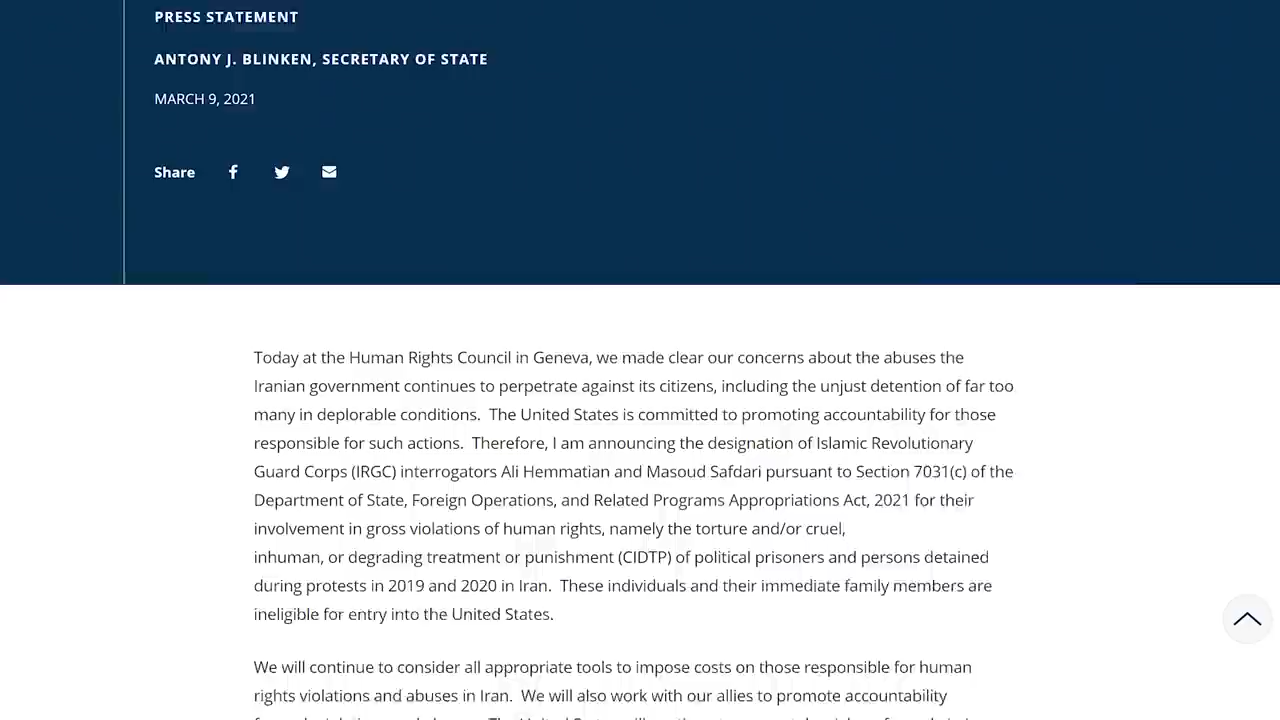 PRESS STATEMENT
ANTONY J. BLINKEN, SECRETARY OF STATE
MARCH 9, 2021
Share
Today at the Human Rights Council in Geneva, we made clear our concerns about the abuses the
Iranian government continues to perpetrate against its citizens, including the unjust detention of far too
many in deplorable conditions.  The United States is committed to promoting accountability for those
responsible for such actions.  Therefore, I am announcing the designation of Islamic Revolutionary
Guard Corps (IRGC) interrogators Ali Hemmatian and Masoud Safdari pursuant to Section 7031(c) of the
Department of State, Foreign Operations, and Related Programs Appropriations Act, 2021 for their
involvement in gross violations of human rights, namely the torture and/or cruel,
inhuman, or degrading treatment or punishment (CIDTP) of political prisoners and persons detained
during protests in 2019 and 2020 in Iran.  These individuals and their immediate family members are
ineligible for entry into the United States.
We will continue to consider all appropriate tools to impose costs on those responsible for human
rights violations and abuses in Iran.  We will also work with our allies to promote accountability